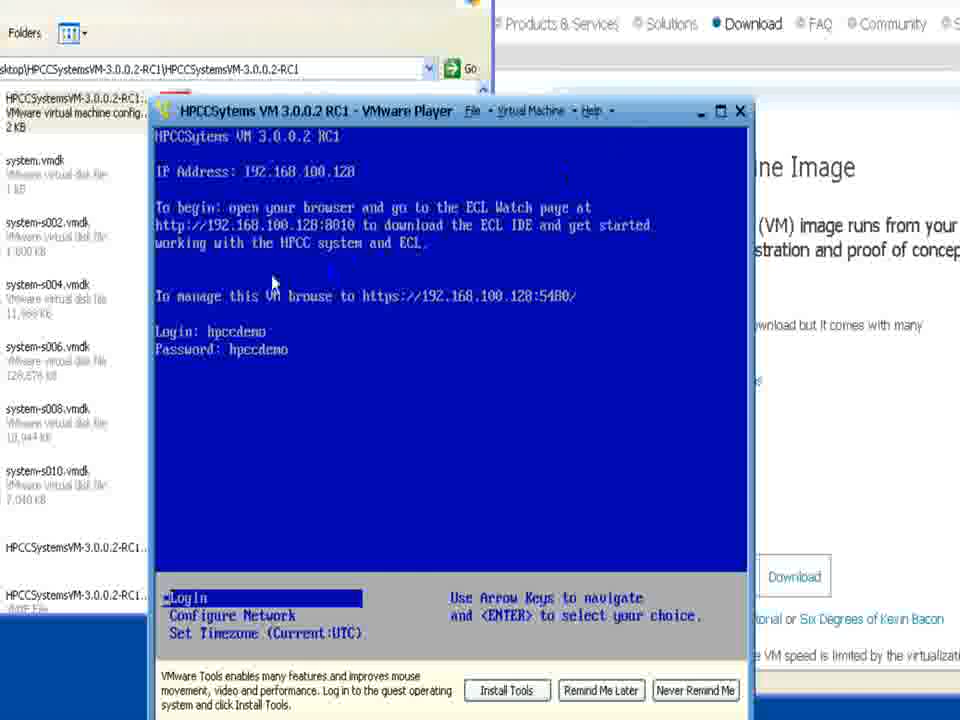 Products & Services Solutions Download FAQ Community S
Folders
sktop\HPCCSystemsVM-3.0.0.2-RC1\HPCCSystemsVM-3.0.0.2-RC1 Go
HPCCSystemsVM-3.0.0.2-RC1...
VMware virtual machine config...
2 KB
system.vmdk
VMware virtual disk file
1 KB
system-s002.vmdk
VMware virtual disk file
system-s004.vmdk
VMware virtual disk file
system-s006.vmdk
VMware virtual disk file
system-s008.vmdk
VMware virtual disk file
system-s010.vmdk
VMware virtual disk file
7,040 KB
HPCCSystemsVM-3.0.0.2-RC1...
HPCCSystemsVM-3.0.0.2-RC1...
HPCCSytems VM 3.0.0.2 RC1 - VMware Player File Virtual Machine Help
HPCCSytems VM 3.0.0.2 RC1
IP Address: 192.168.100.128
To begin: open your browser and go to the ECL Watch page at
http://192.168.100.128:8010 to download the ECL IDE and get started
working with the HPCC system and ECL.
To manage this VM browse to https://192.168.100.128:5480/
Login: hpccdemo
Password: hpccdemo
Login
Configure Network
Set Timezone (Current:UTC)
Use Arrow Keys to navigate
and <ENTER> to select your choice.
VMware Tools enables many features and improves mouse
movement, video and performance. Log in to the guest operating
system and click Install Tools.
Install Tools Remind Me Later Never Remind Me
ine Image
(VM) image runs from your
stration and proof of concep
wnload but it comes with many
Download
ional or Six Degrees of Kevin Bacon
e VM speed is limited by the virtualizati